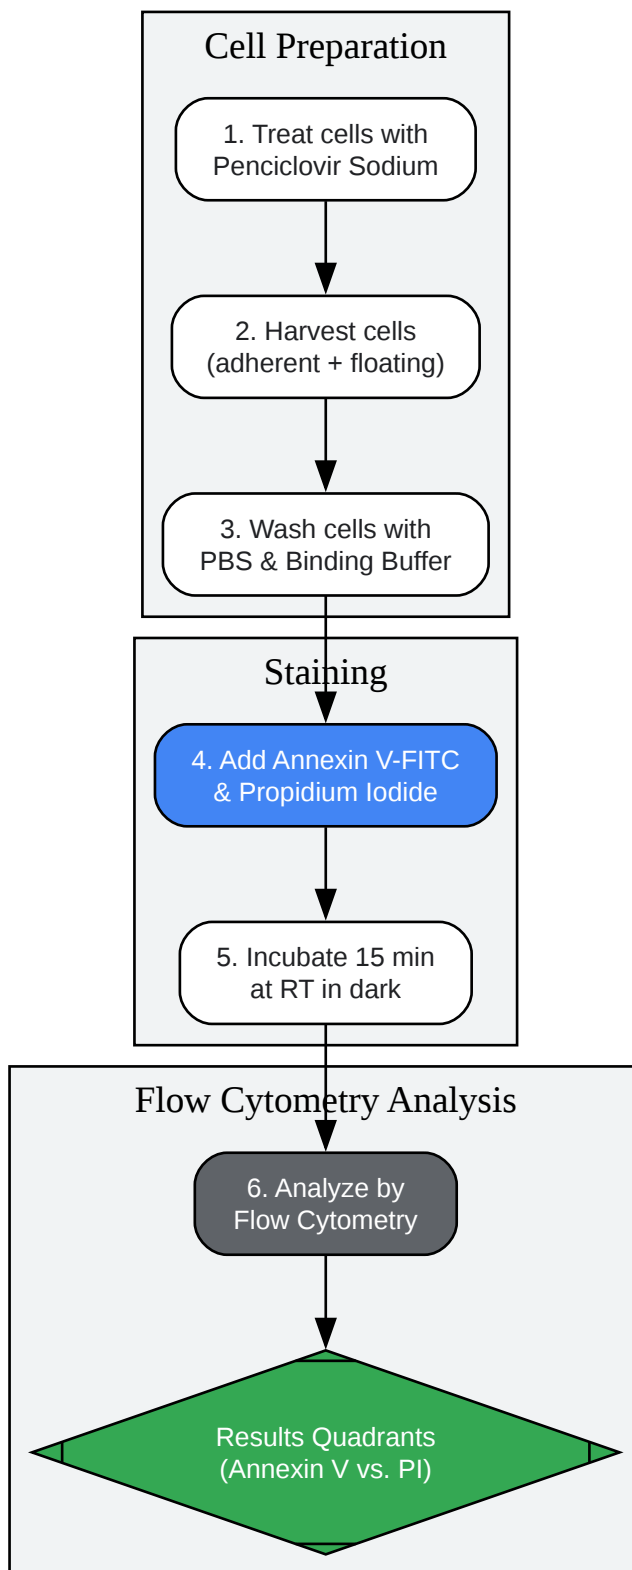 Cell Preparation
1. Treat cells with
Penciclovir Sodium
2. Harvest cells
(adherent + floating)
3. Wash cells with
PBS & Binding Buffer
Staining
4. Add Annexin V-FITC
& Propidium Iodide
5. Incubate 15 min
at RT in dark
Flow Cytometry Analysis
6. Analyze by
Flow Cytometry
Results Quadrants
(Annexin V vs. PI)